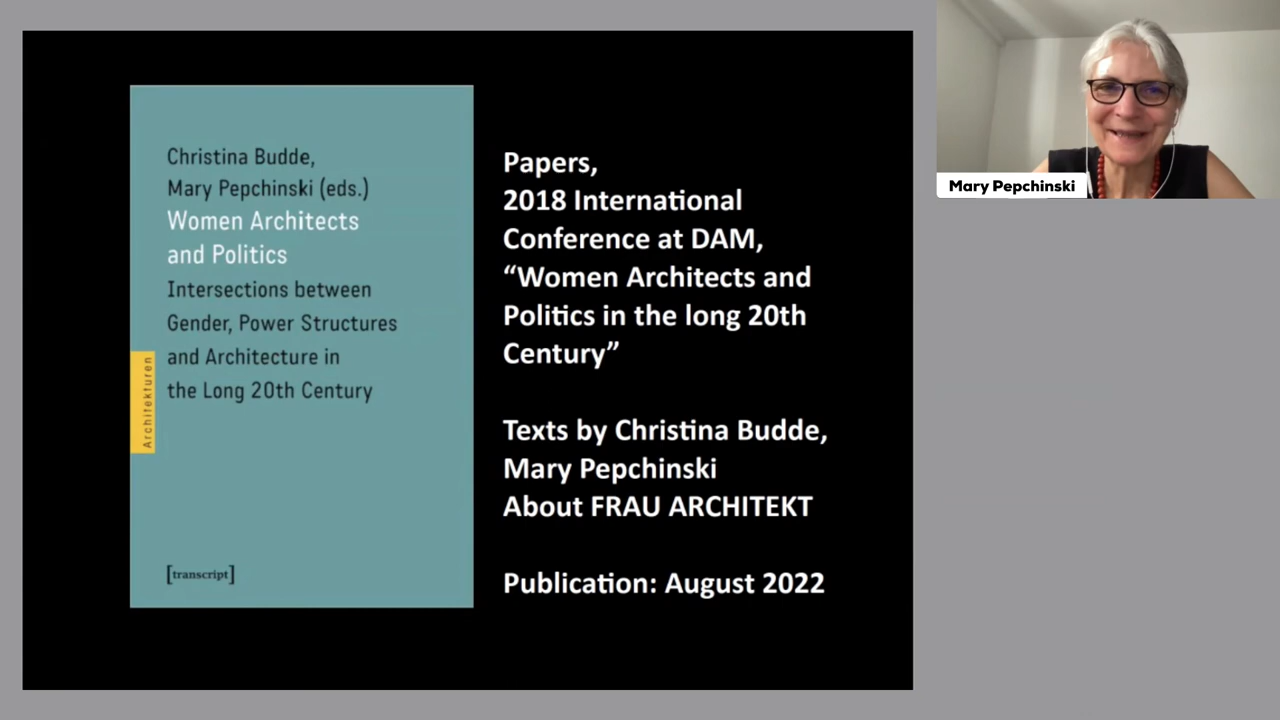 Christina Budde,
Mary Pepchinski (eds.)
Women Architects
and Politics
Intersections between
Gender, Power Structures
and Architecture in
the Long 20th Century
Architekturen
[transcript]
Papers,
2018 International
Conference at DAM,
“Women Architects and
Politics in the long 20th
Century”
Texts by Christina Budde,
Mary Pepchinski
About FRAU ARCHITEKT
Publication: August 2022
Mary Pepchinski